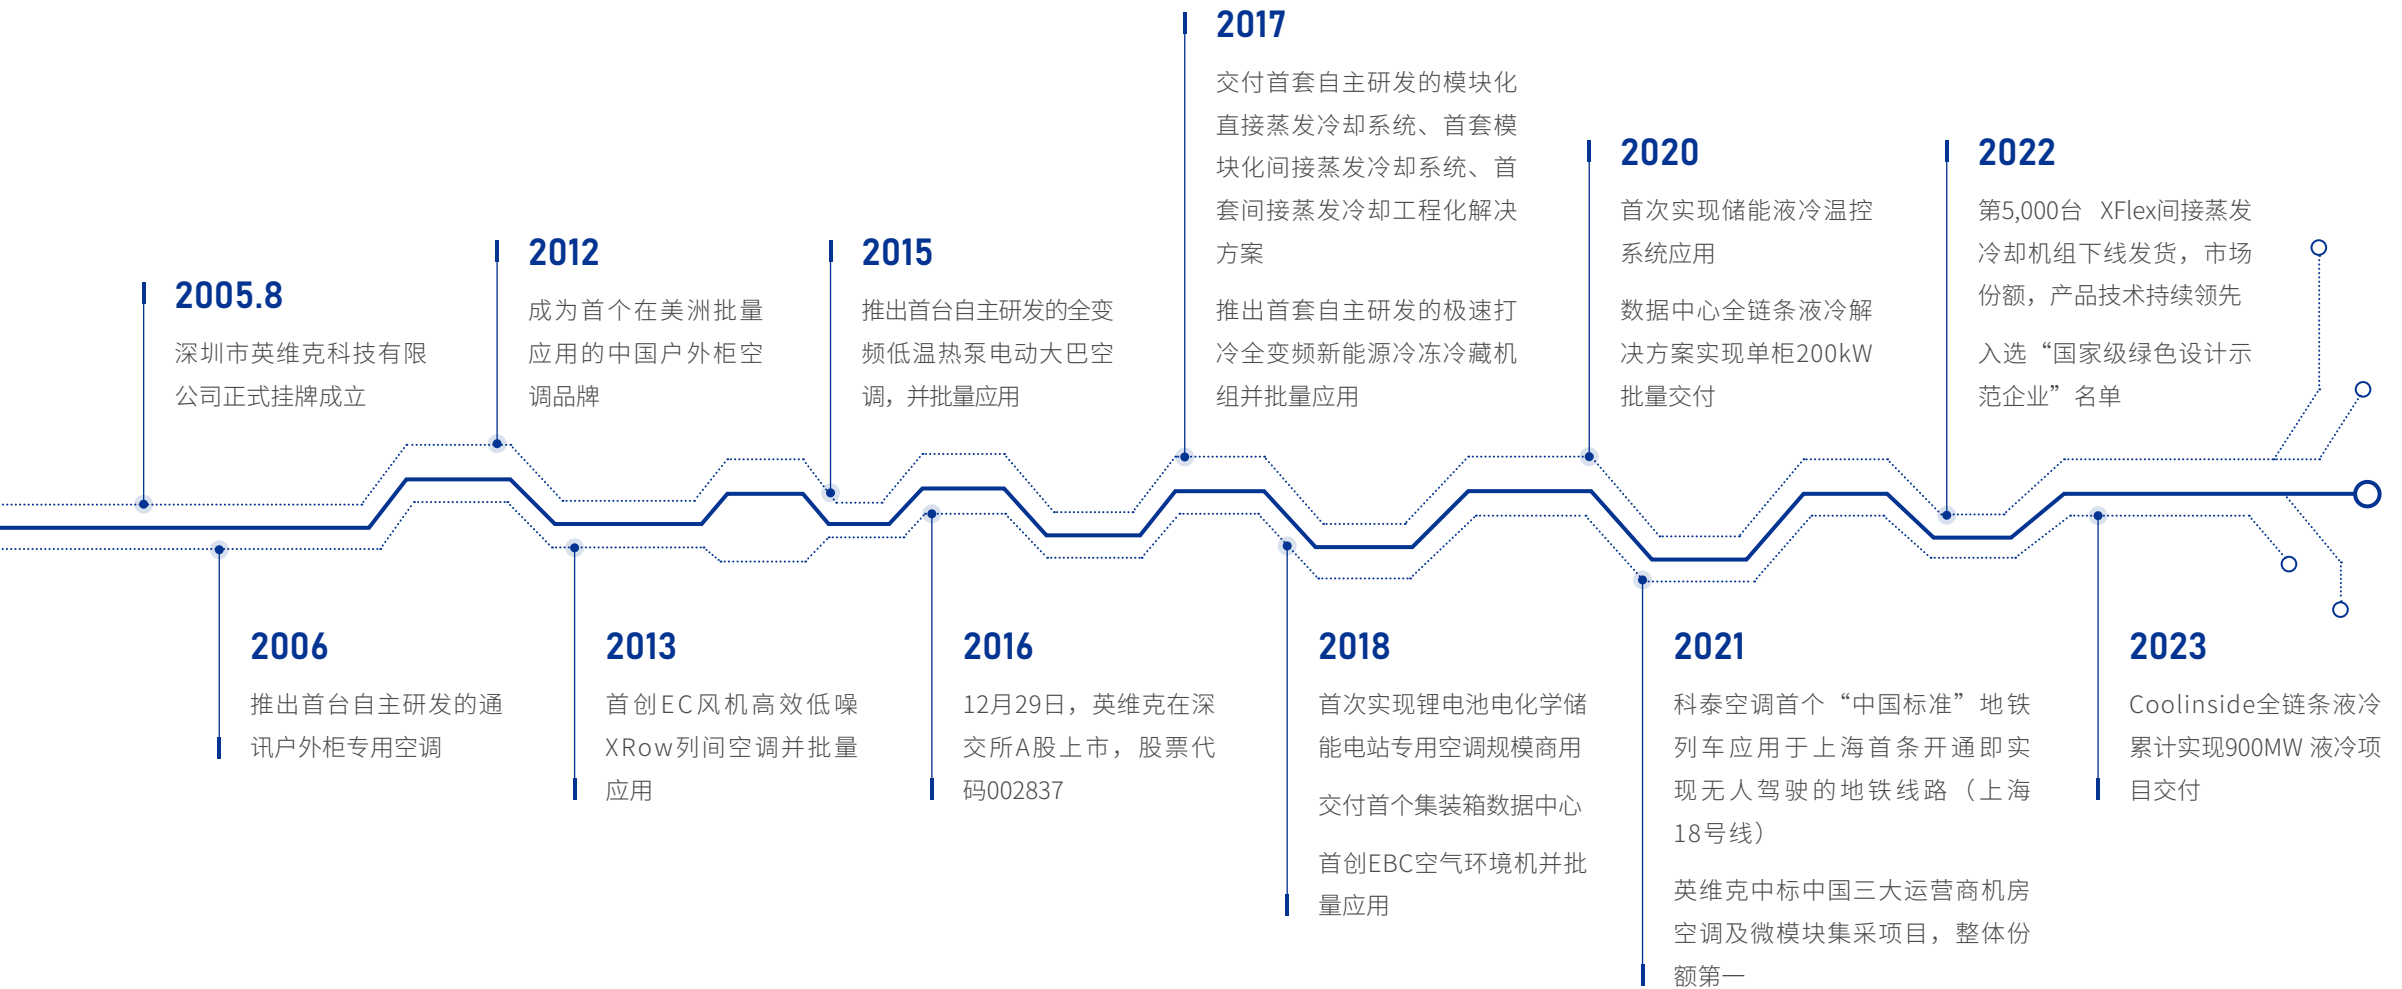 2005.8
深圳市英维克科技有限
公司正式挂牌成立
2006
推出首台自主研发的通
讯户外柜专用空调
2012
成为首个在美洲批量
应用的中国户外柜空
调品牌
2013
首创EC风机高效低噪
XRow列间空调并批量
应用
2015
推出首台自主研发的全变
频低温热泵电动大巴空
调，并批量应用
2016
12月29日，英维克在深
交所A股上市，股票代
码002837
2017
交付首套自主研发的模块化
直接蒸发冷却系统、首套模
块化间接蒸发冷却系统、首
套间接蒸发冷却工程化解决
方案
推出首套自主研发的极速打
冷全变频新能源冷冻冷藏机
组并批量应用
2018
首次实现锂电池电化学储
能电站专用空调规模商用
交付首个集装箱数据中心
首创EBC空气环境机并批
量应用
2020
首次实现储能液冷温控
系统应用
数据中心全链条液冷解
决方案实现单柜200kW
批量交付
2021
科泰空调首个“中国标准”地铁
列车应用于上海首条开通即实
现无人驾驶的地铁线路（上海
18号线）
英维克中标中国三大运营商机房
空调及微模块集采项目，整体份
额第一
2022
第5,000台 XFlex间接蒸发
冷却机组下线发货，市场
份额，产品技术持续领先
入选“国家级绿色设计示
范企业”名单
2023
Coolinside全链条液冷
累计实现900MW 液冷项
目交付